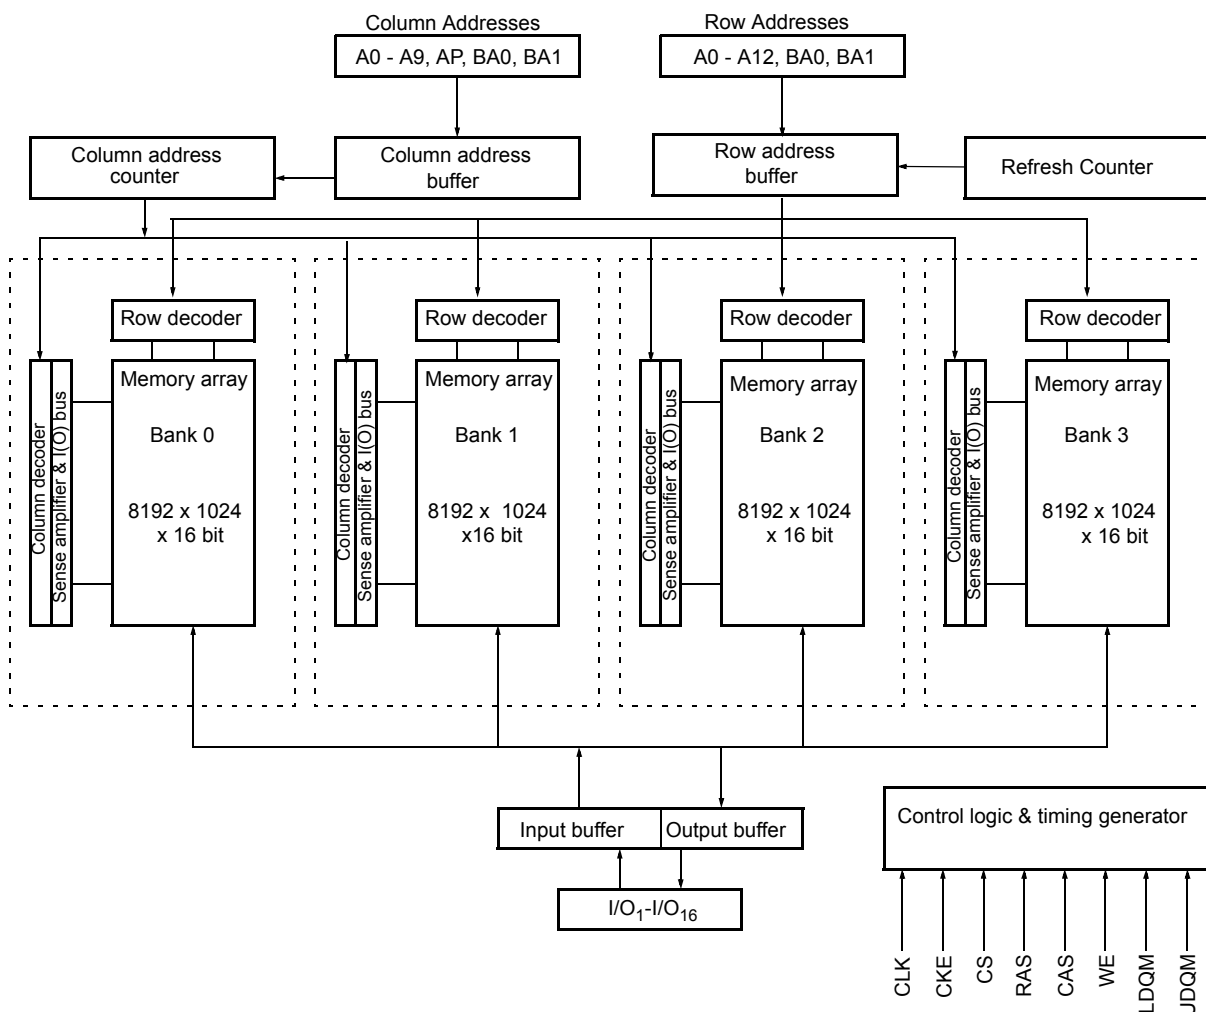 Column Addresses
Row Addresses
A0 - A9, AP, BA0, BA1
A0 - A12, BA0, BA1
Column address
counter
Column address
buffer
Row address
buffer
Refresh Counter
Row decoder
Row decoder
Row decoder
Row decoder
Column decoder
Sense amplifier & I(O) bus
Memory array
Bank 0
8192 x 1024
x 16 bit
Column decoder
Sense amplifier & I(O) bus
Memory array
Bank 1
8192 x 1024
x16 bit
Column decoder
Sense amplifier & I(O) bus
Memory array
Bank 2
8192 x 1024
x 16 bit
Column decoder
Sense amplifier & I(O) bus
Memory array
Bank 3
8192 x 1024
x 16 bit
Input buffer
Output buffer
I/O1-I/O16
Control logic & timing generator
CLK
CKE
CS
RAS
CAS
WE
LDQM
UDQM